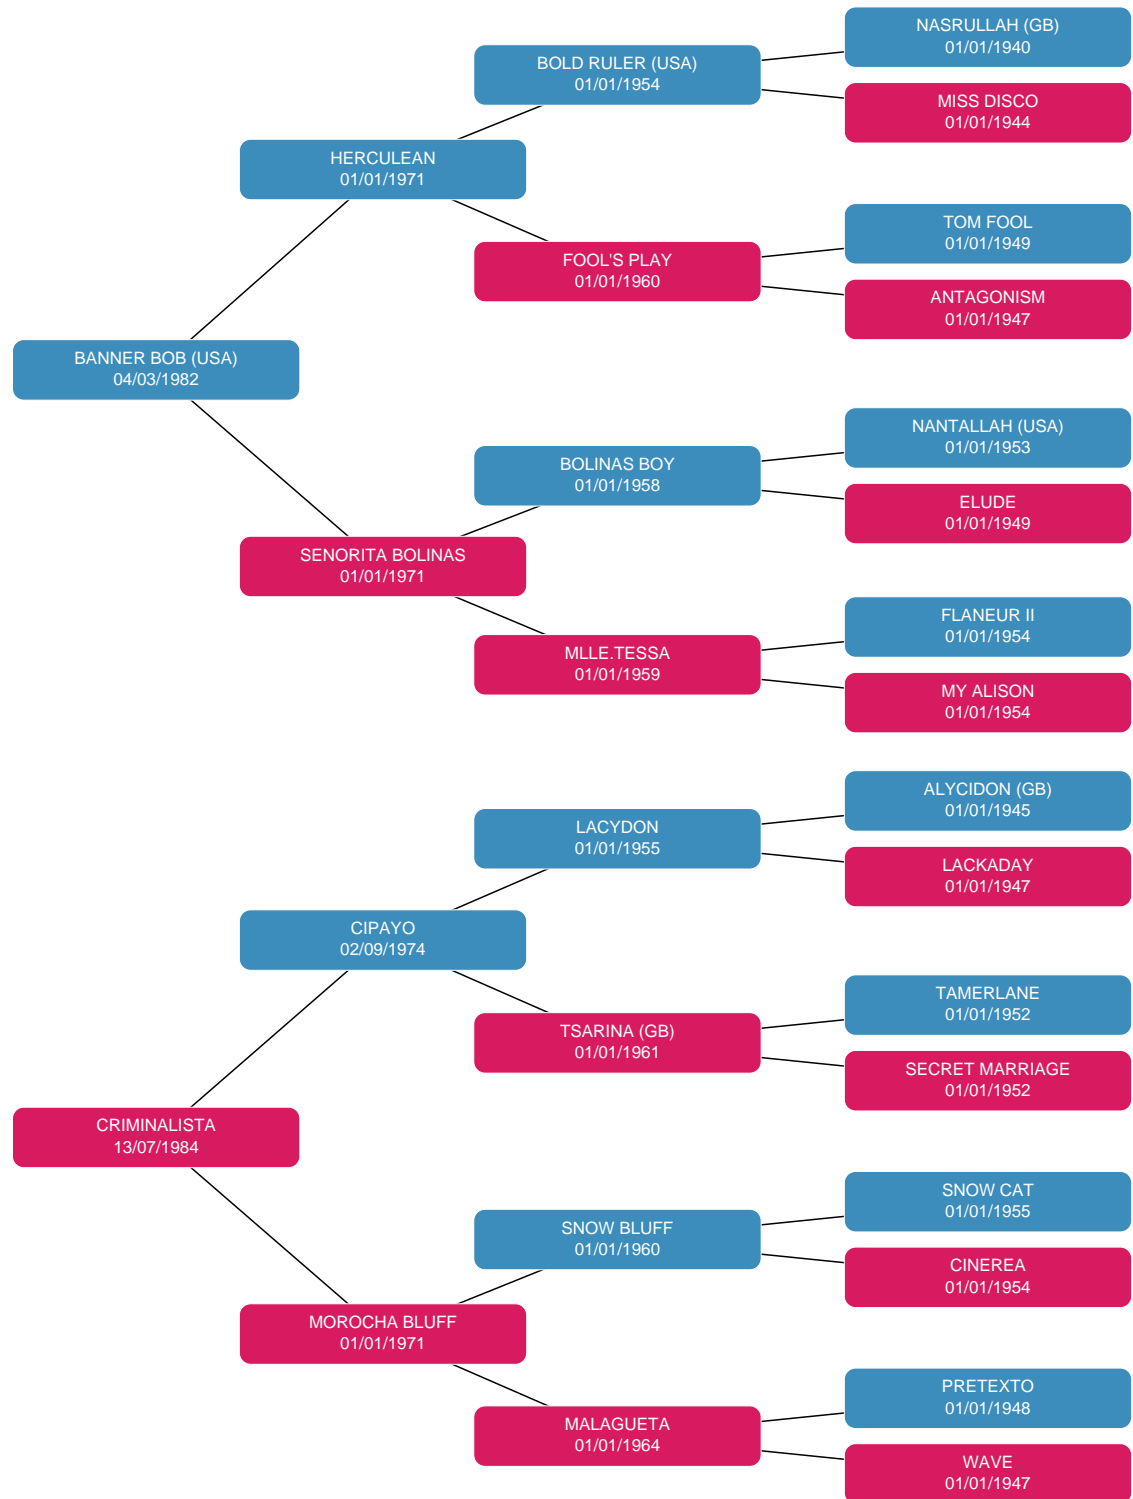 NASRULLAH (GB)
01/01/1940
BOLD RULER (USA)
01/01/1954
MISS DISCO
01/01/1944
HERCULEAN
01/01/1971
TOM FOOL
01/01/1949
FOOL'S PLAY
01/01/1960
ANTAGONISM
01/01/1947
BANNER BOB (USA)
04/03/1982
NANTALLAH (USA)
01/01/1953
BOLINAS BOY
01/01/1958
ELUDE
01/01/1949
SENORITA BOLINAS
01/01/1971
FLANEUR II
01/01/1954
MLLE.TESSA
01/01/1959
MY ALISON
01/01/1954
ALYCIDON (GB)
01/01/1945
LACYDON
01/01/1955
LACKADAY
01/01/1947
CIPAYO
02/09/1974
TAMERLANE
01/01/1952
TSARINA (GB)
01/01/1961
SECRET MARRIAGE
01/01/1952
CRIMINALISTA
13/07/1984
SNOW CAT
01/01/1955
SNOW BLUFF
01/01/1960
CINEREA
01/01/1954
MOROCHA BLUFF
01/01/1971
PRETEXTO
01/01/1948
MALAGUETA
01/01/1964
WAVE
01/01/1947